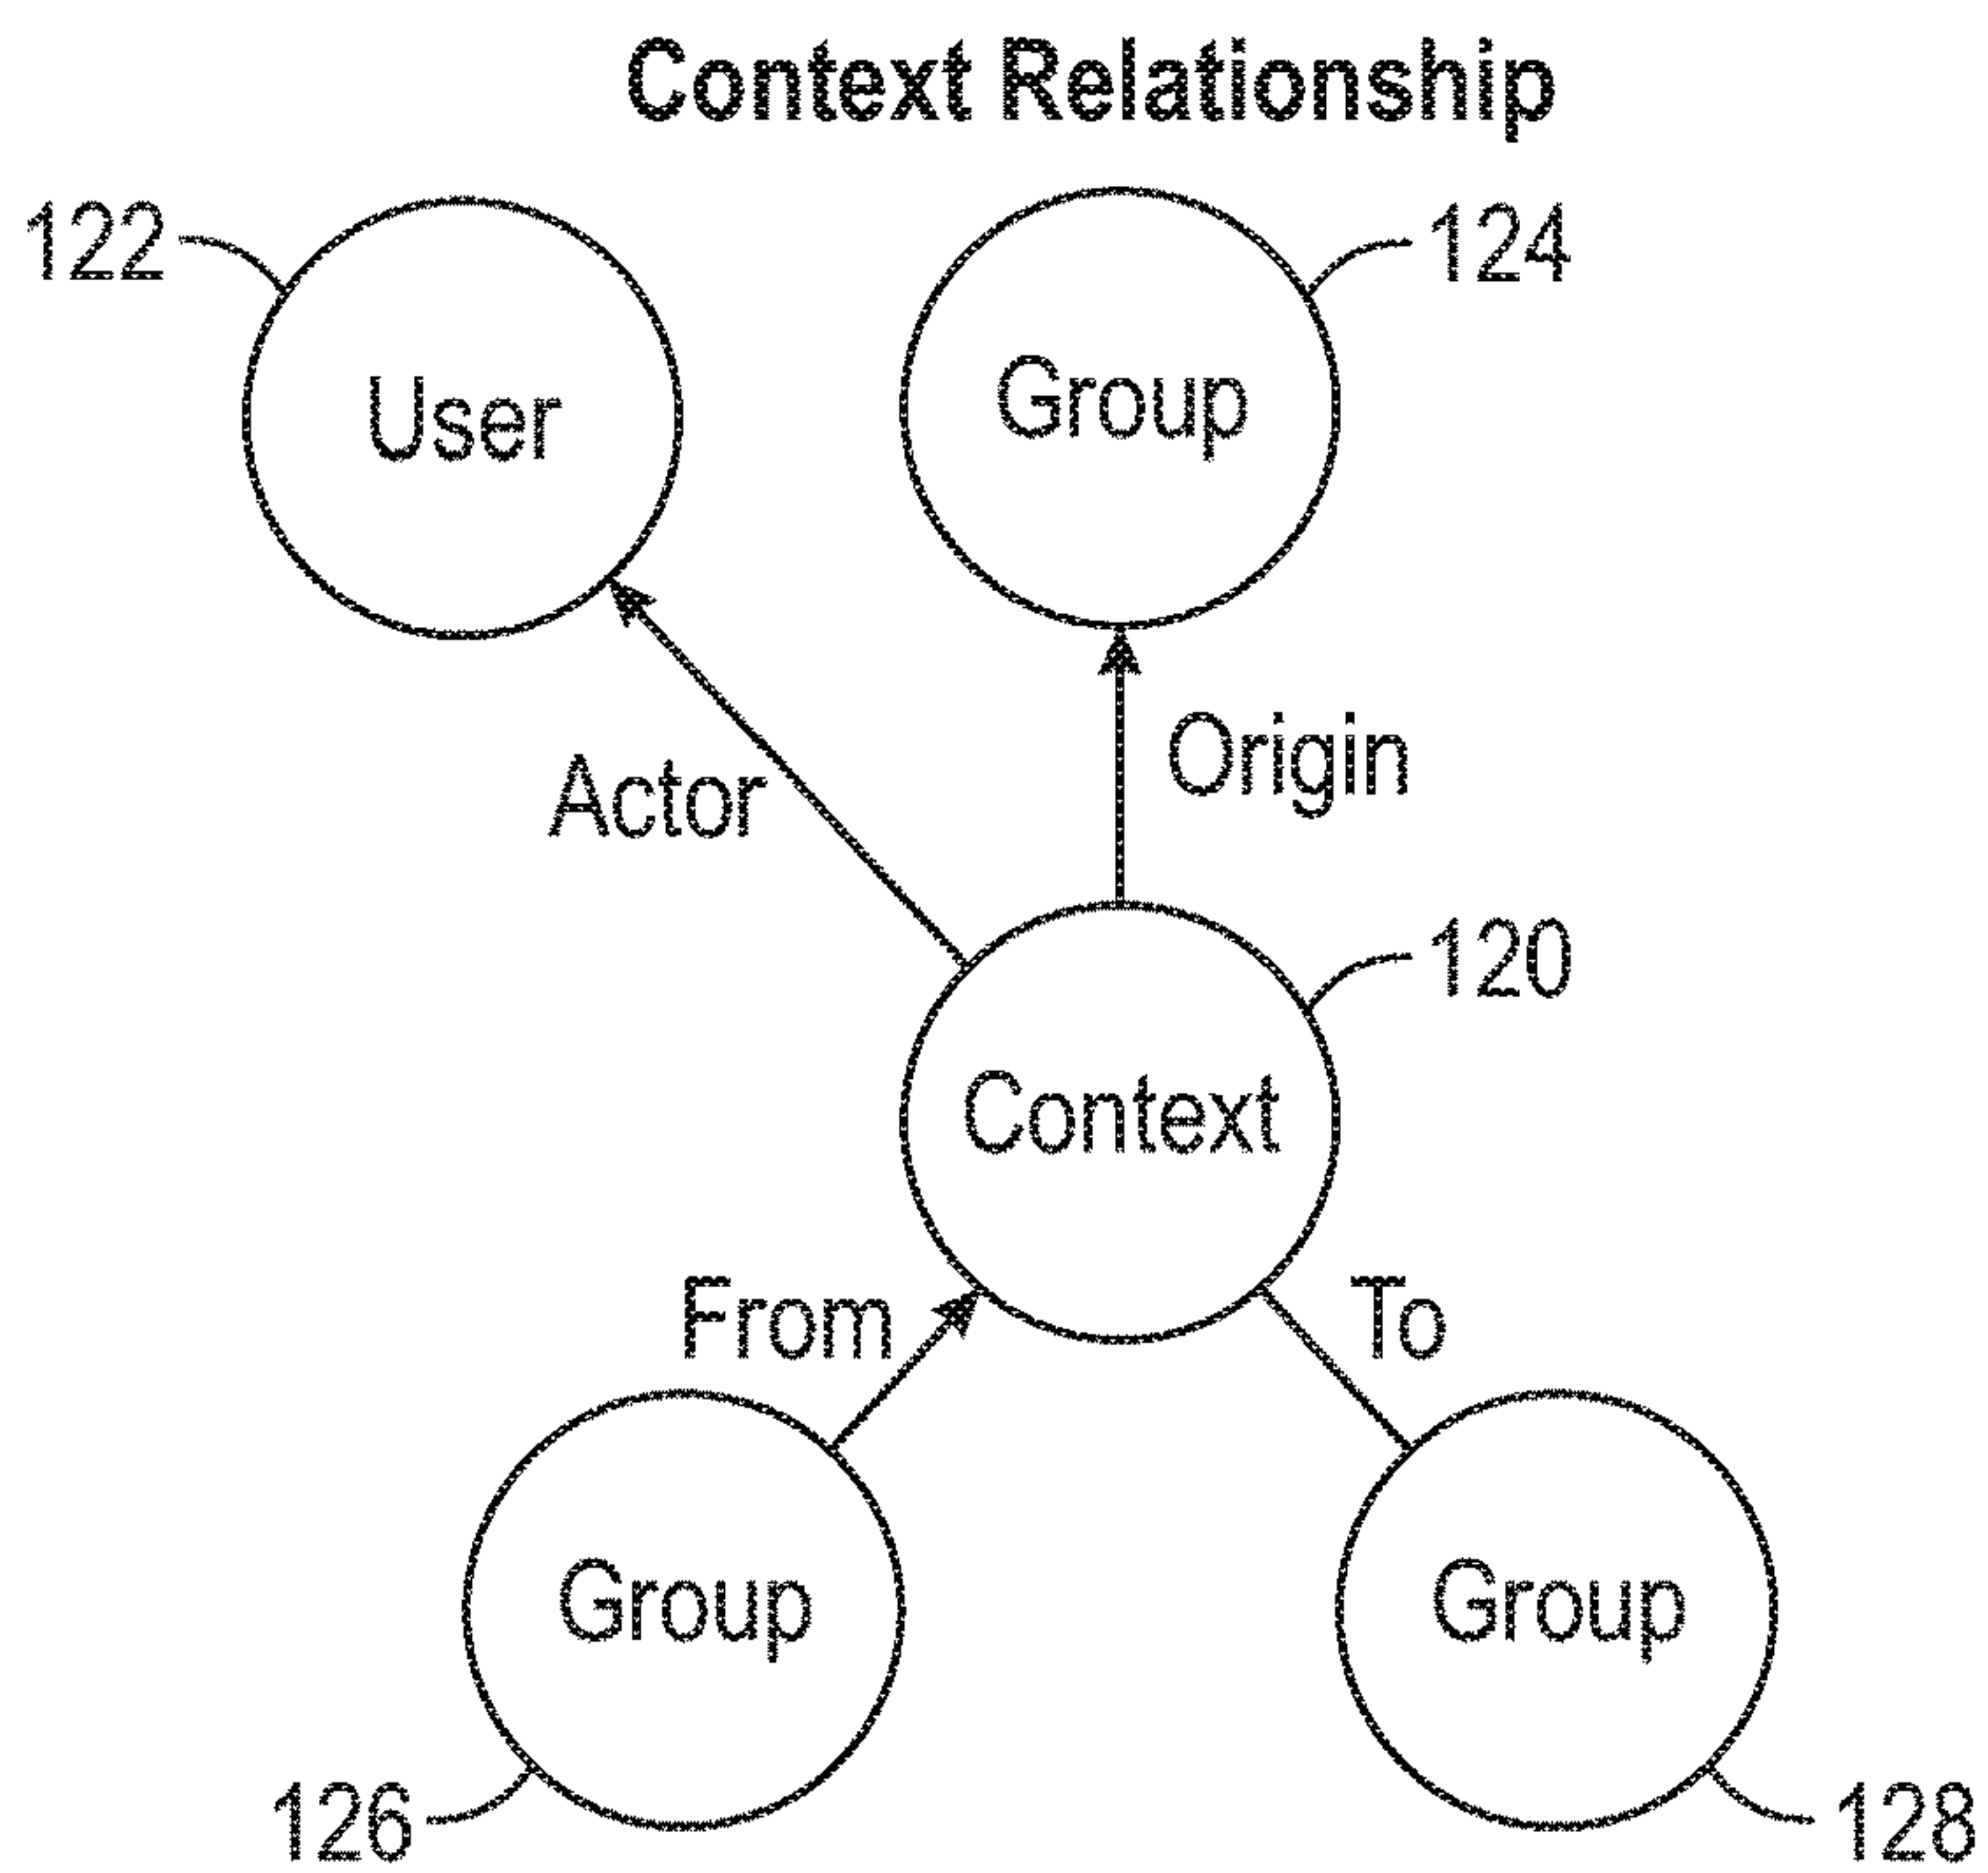 Context Relationship
122
124
User
Group
Origin
Actor
120
Context
From
To
Group
Group
126
128